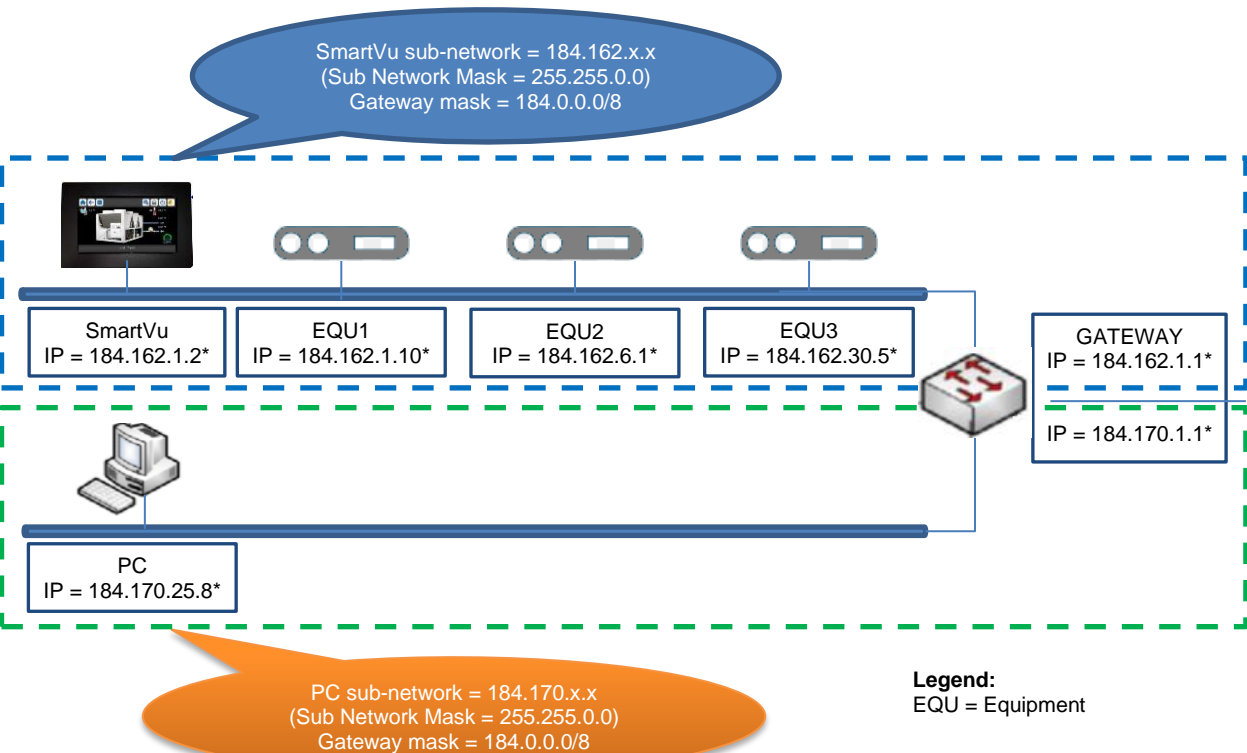 SmartVu sub-network = 184.162.x.x
(Sub Network Mask = 255.255.0.0)
Gateway mask = 184.0.0.0/8
SmartVu
IP = 184.162.1.2*
EQU1
IP = 184.162.1.10*
EQU2
IP = 184.162.6.1*
EQU3
IP = 184.162.30.5*
GATEWAY
IP = 184.162.1.1*
IP = 184.170.1.1*
PC
IP = 184.170.25.8*
PC sub-network = 184.170.x.x
(Sub Network Mask = 255.255.0.0)
Gateway mask = 184.0.0.0/8
Legend:
EQU = Equipment